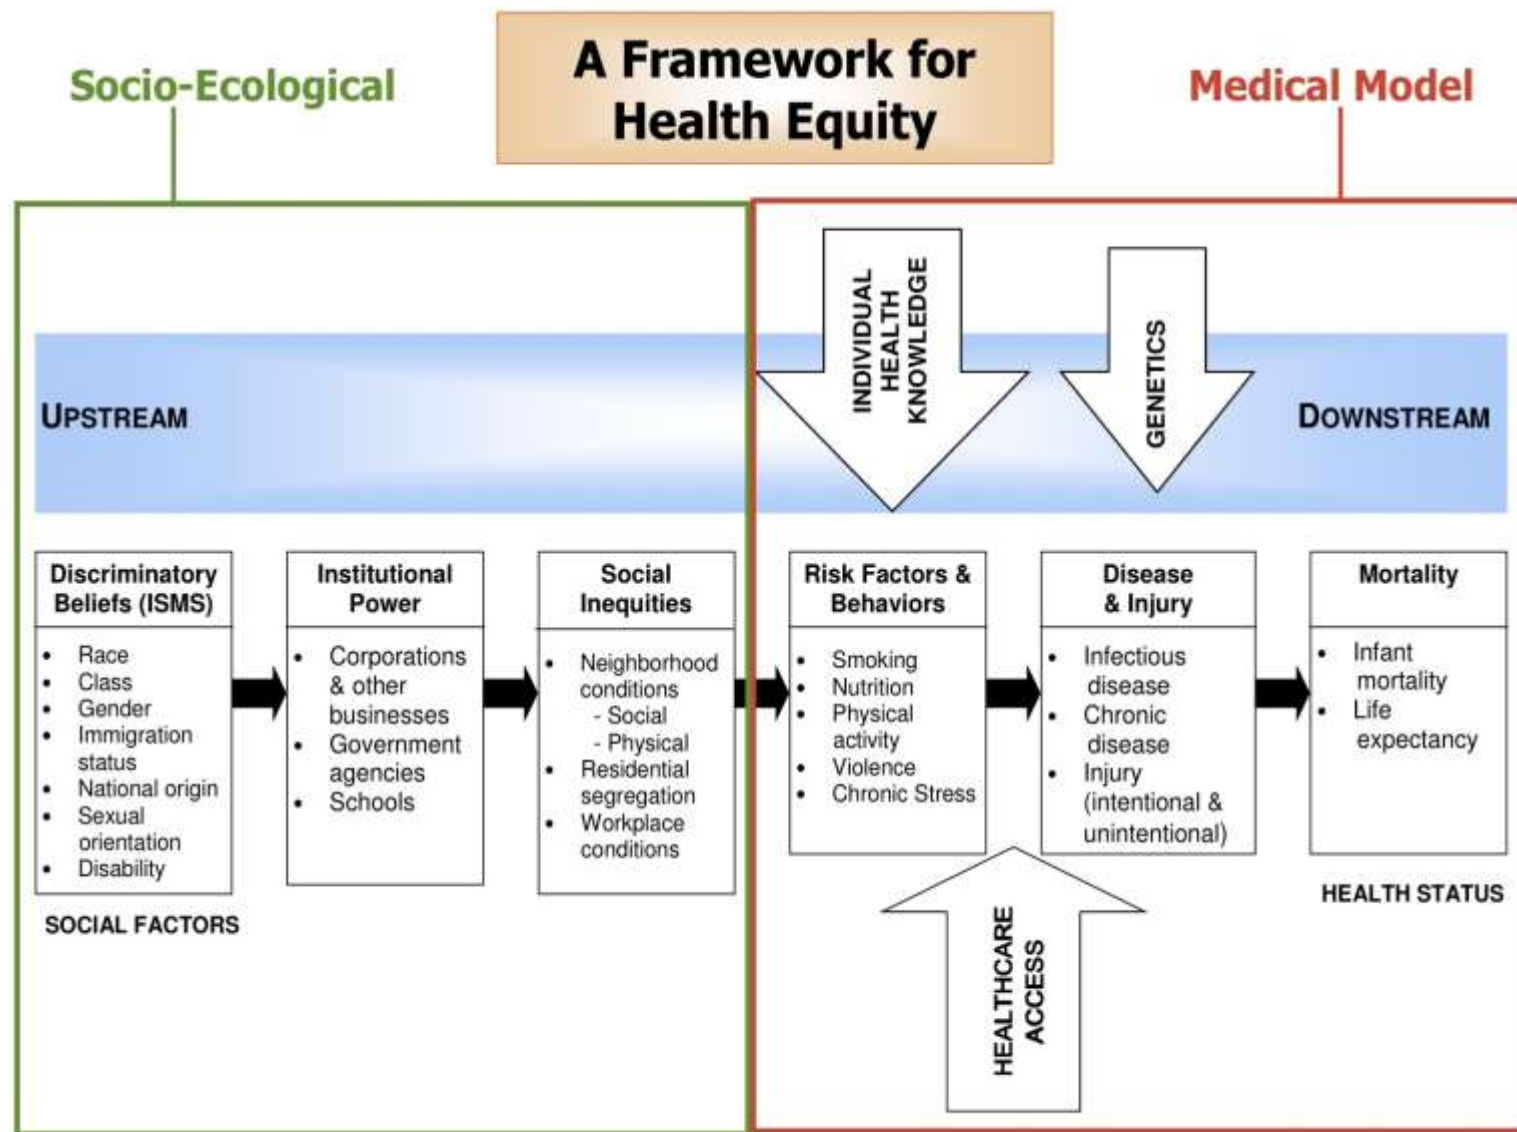 A Framework for
Health Equity
Socio-Ecological
Medical Model
INDIVIDUAL
HEALTH
KNOWLEDGE
GENETICS
UPSTREAM
DOWNSTREAM
Discriminatory
Beliefs (ISMS)
• Race
• Class
• Gender
• Immigration
status
• National origin
• Sexual
orientation
• Disability
SOCIAL FACTORS
Institutional
Power
• Corporations
& other
businesses
• Government
agencies
• Schools
Social
Inequities
• Neighborhood
conditions
- Social
- Physical
• Residential
segregation
• Workplace
conditions
Risk Factors &
Behaviors
• Smoking
• Nutrition
• Physical
activity
• Violence
• Chronic Stress
Disease
& Injury
• Infectious
disease
• Chronic
disease
• Injury
(intentional &
unintentional)
Mortality
• Infant
mortality
• Life
expectancy
HEALTH STATUS
HEALTHCARE
ACCESS